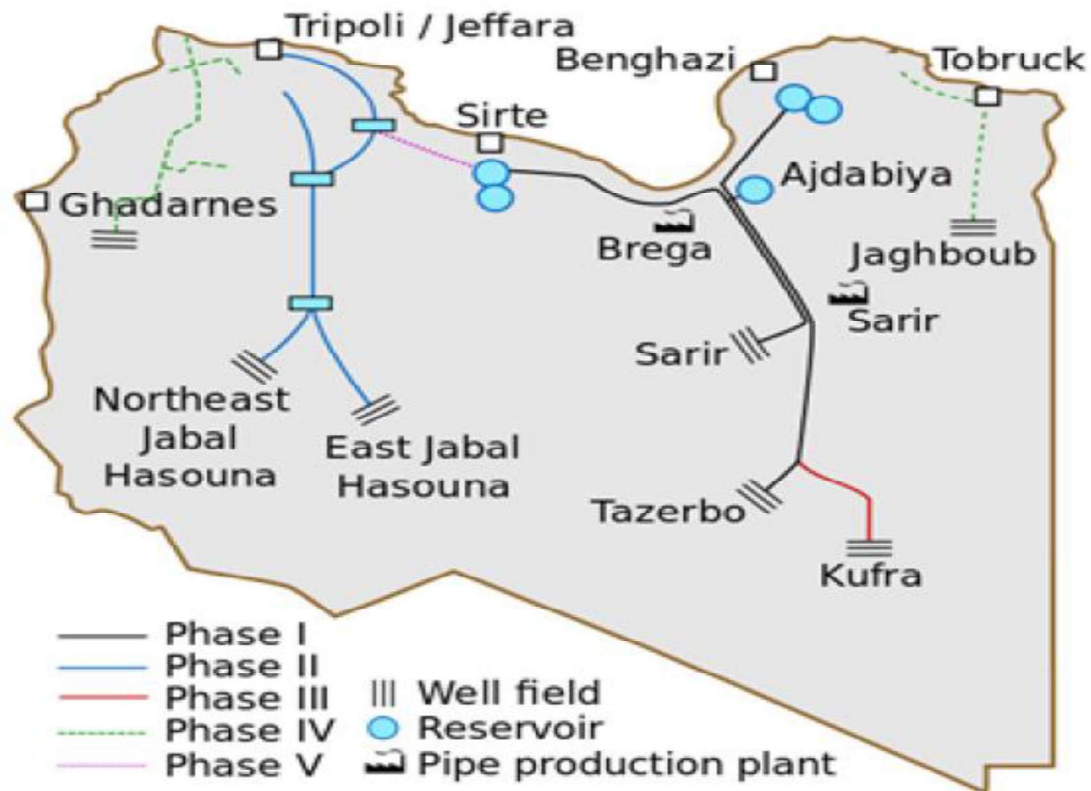 Tripoli / Jeffara
Benghazi
Tobruck
Sirte
Ajdabiya
Ghadarnes
Brega
Jaghboub
Sarir
Sarir
Northeast
Jabal
Hasouna
East Jabal
Hasouna
Tazerbo
Kufra
Phase I
Phase II
Phase III
Phase IV
Phase V
Well field
Reservoir
Pipe production plant